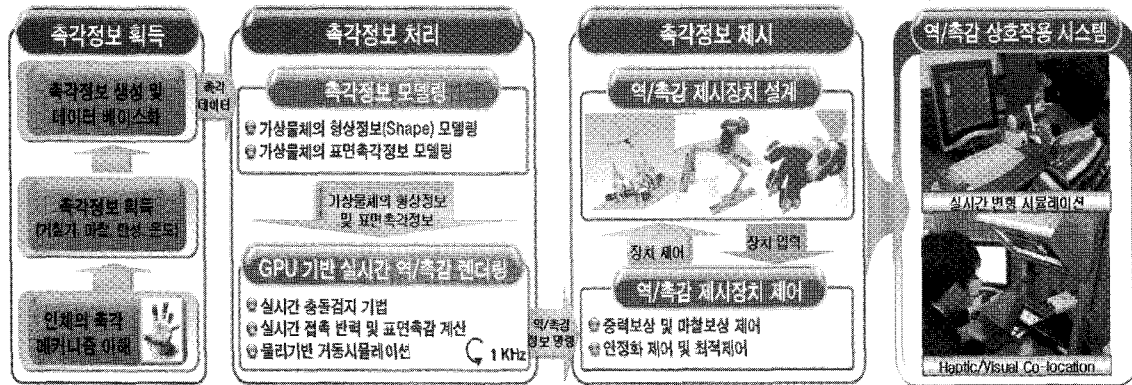 촉각정보 획득
촉각정보 생성 및
데이터 베이스화
촉각정보 획득
(거칠기, 마찰, 탄성, 온도)
인체의 촉각
메커니즘 이해
촉각
데이터
촉각정보 처리
촉각정보 모델링
가상물체의 형상정보(Shape) 모델링
가상물체의 표면촉각정보 모델링
가상물체의 형상정보
및 표면촉각정보
GPU 기반 실시간 역/촉감 렌더링
실시간 충돌검지 기법
실시간 접촉 반력 및 표면촉감 계산
물리기반 거동시뮬레이션
1 KHz
역/촉감
정보 명령
촉각정보 제시
역/촉감 제시장치 설계
장치 제어
장치 입력
역/촉감 제시장치 제어
중력보상 및 마찰보상 제어
안정화 제어 및 최적제어
역/촉감 상호작용 시스템
실시간 변형 시뮬레이션
Haptic/Visual Co-location